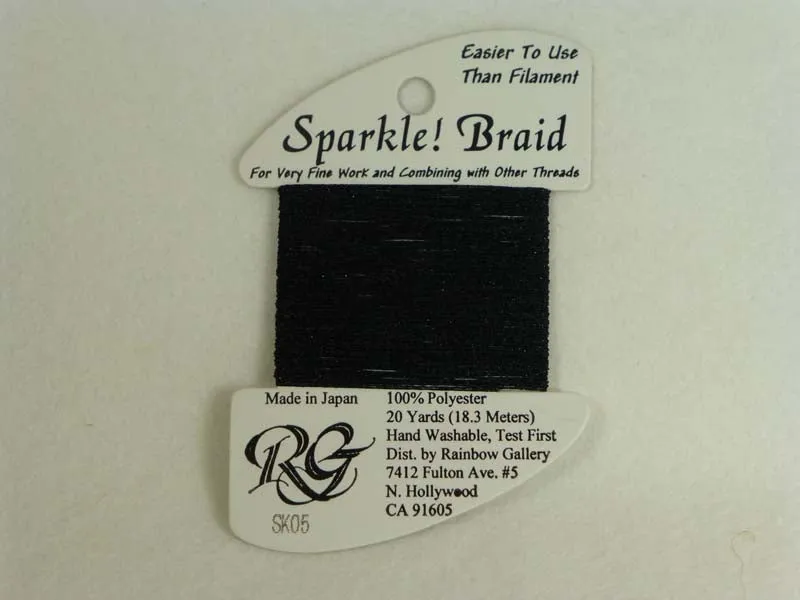 Easier To Use
Than Filament
Sparkle! Braid
For Very Fine Work and Combining with Other Threads
Made in Japan
RG
SK05
100% Polyester
20 Yards (18.3 Meters)
Hand Washable, Test First
Dist. by Rainbow Gallery
7412 Fulton Ave. #5
N. Hollywood
CA 91605